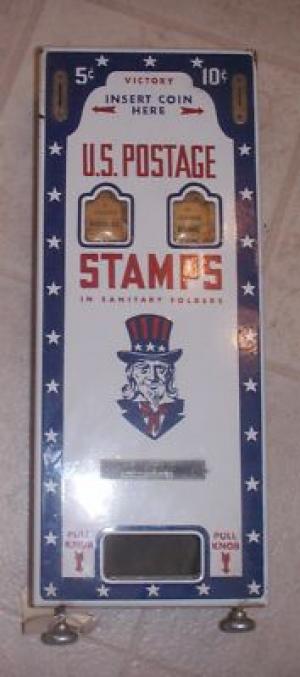 5¢ VICTORY 10¢
INSERT COIN
HERE
U.S. POSTAGE
STAMPS
IN SANITARY FOLDERS
PULL
KNOB
PULL
KNOB